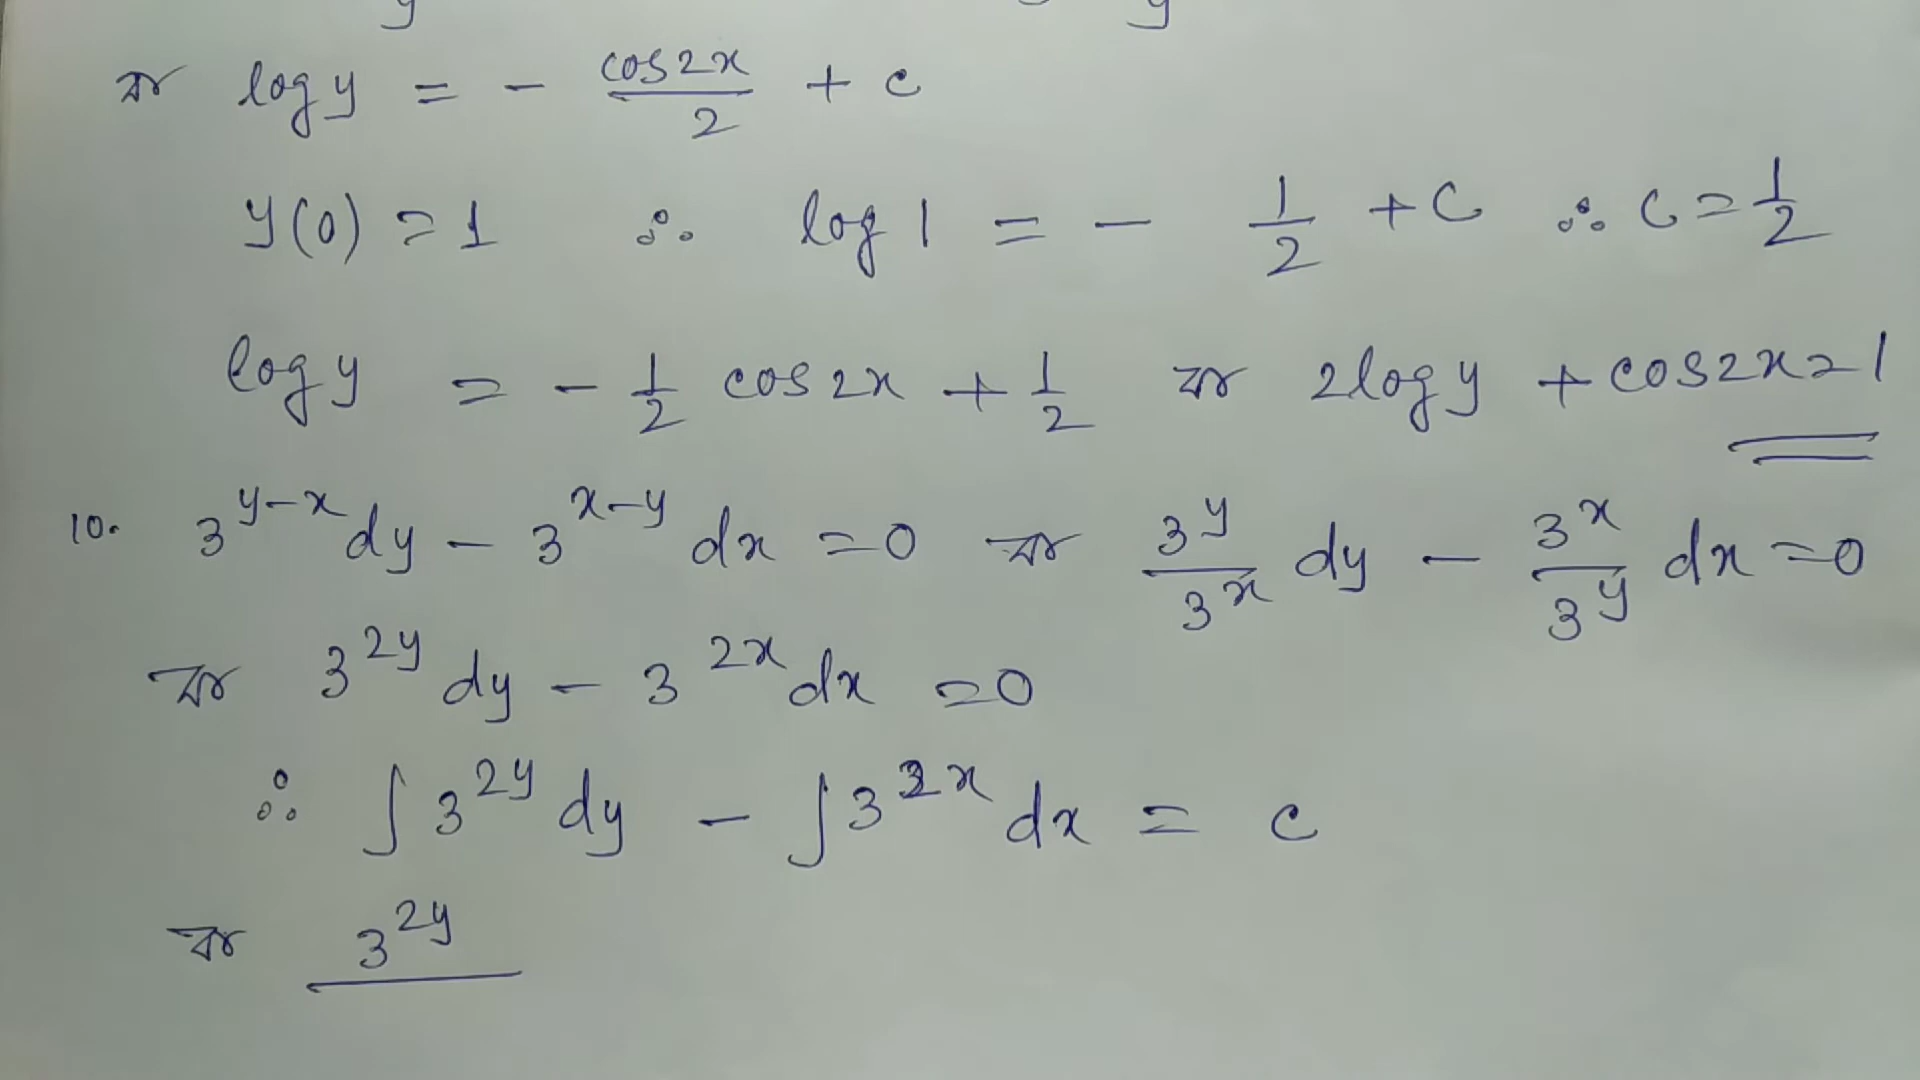 বা log y = - cos2x/2 + c
y(0) = 1 ∴ log 1 = - 1/2 + C ∴ C = 1/2
log y = - 1/2 cos 2x + 1/2 বা 2log y + cos2x = 1
10. 3^(y-x) dy - 3^(x-y) dx = 0 বা 3^y/3^x dy - 3^x/3^y dx = 0
বা 3^(2y) dy - 3^(2x) dx = 0
∴ ∫ 3^(2y) dy - ∫ 3^(2x) dx = c
বা 3^(2y)